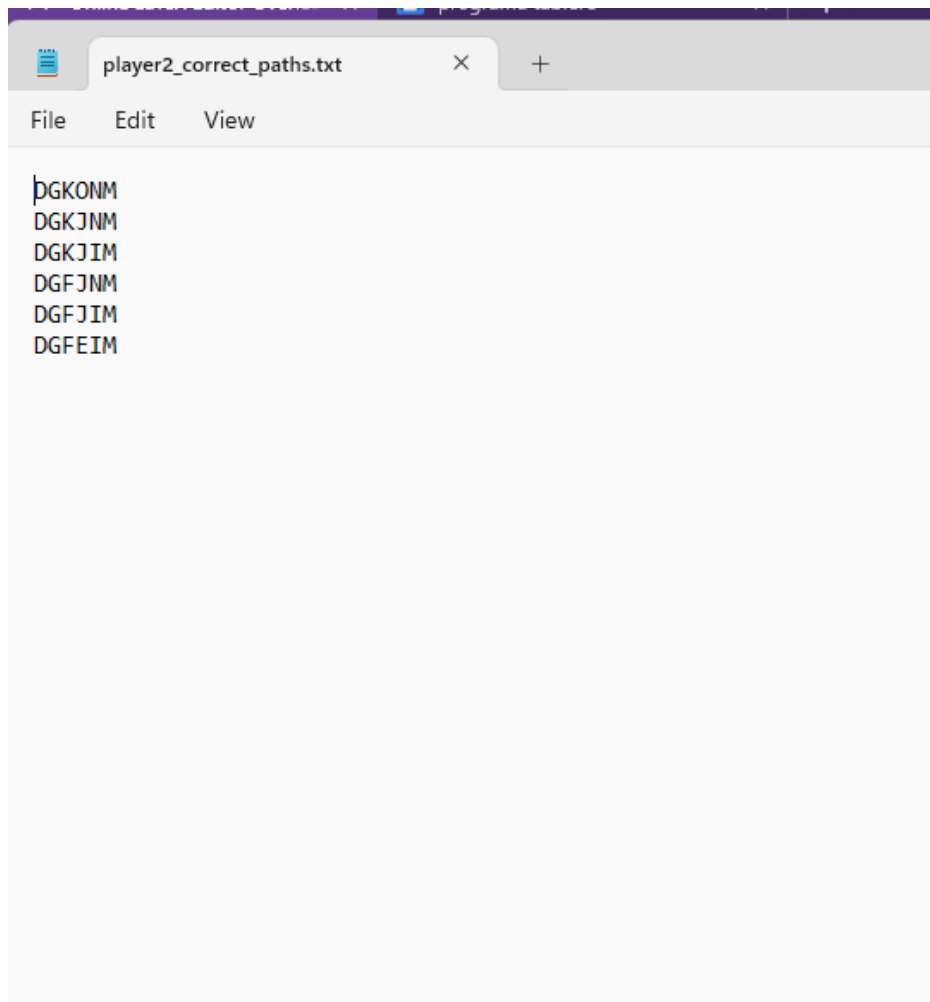 player2_correct_paths.txt
File Edit View
DGKONM
DGKJNM
DGKJIM
DGFJNM
DGFJIM
DGFEIM